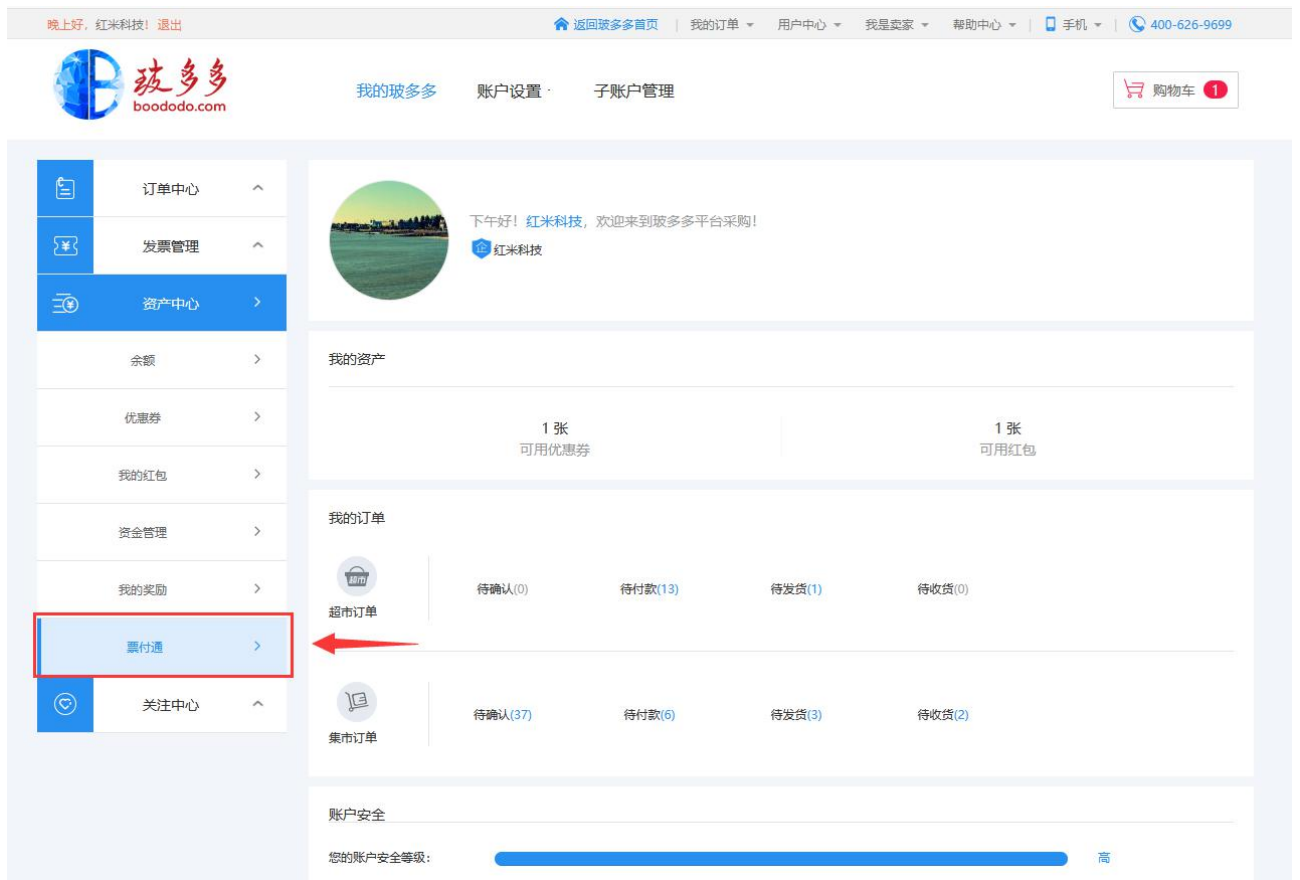 晚上好, 红米科技! 退出
返回玻多多首页 | 我的订单 用户中心 我是卖家 帮助中心 | 手机 | 400-626-9699
玻多多
boododo.com
我的玻多多 账户设置 · 子账户管理
购物车 1
订单中心
发票管理
资产中心
余额
优惠券
我的红包
资金管理
我的奖励
票付通
关注中心
下午好! 红米科技, 欢迎来到玻多多平台采购!
企 红米科技
我的资产
1 张 1 张
可用优惠券 可用红包
我的订单
超市
超市订单
待确认(0) 待付款(13) 待发货(1) 待收货(0)
集市订单
待确认(37) 待付款(6) 待发货(3) 待收货(2)
账户安全
您的账户安全等级: 高